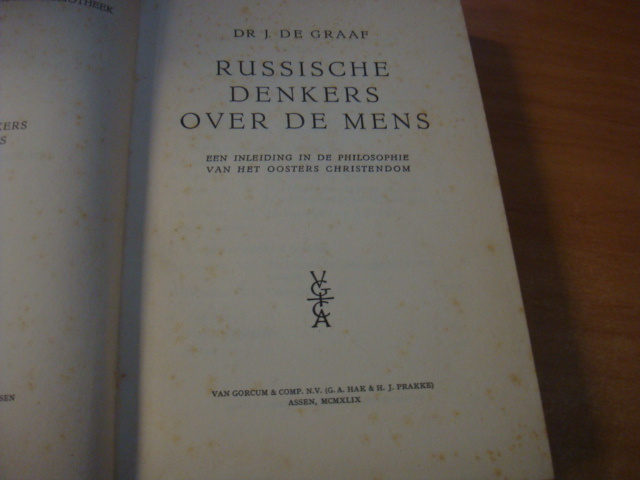 DR J. DE GRAAF
RUSSISCHE
DENKERS
OVER DE MENS
EEN INLEIDING IN DE PHILOSOPHIE
VAN HET OOSTERS CHRISTENDOM
VGCA
VAN GORCUM & COMP. N.V. (G. A. HAK & H. J. PRAKKE)
ASSEN, MCMXLIX